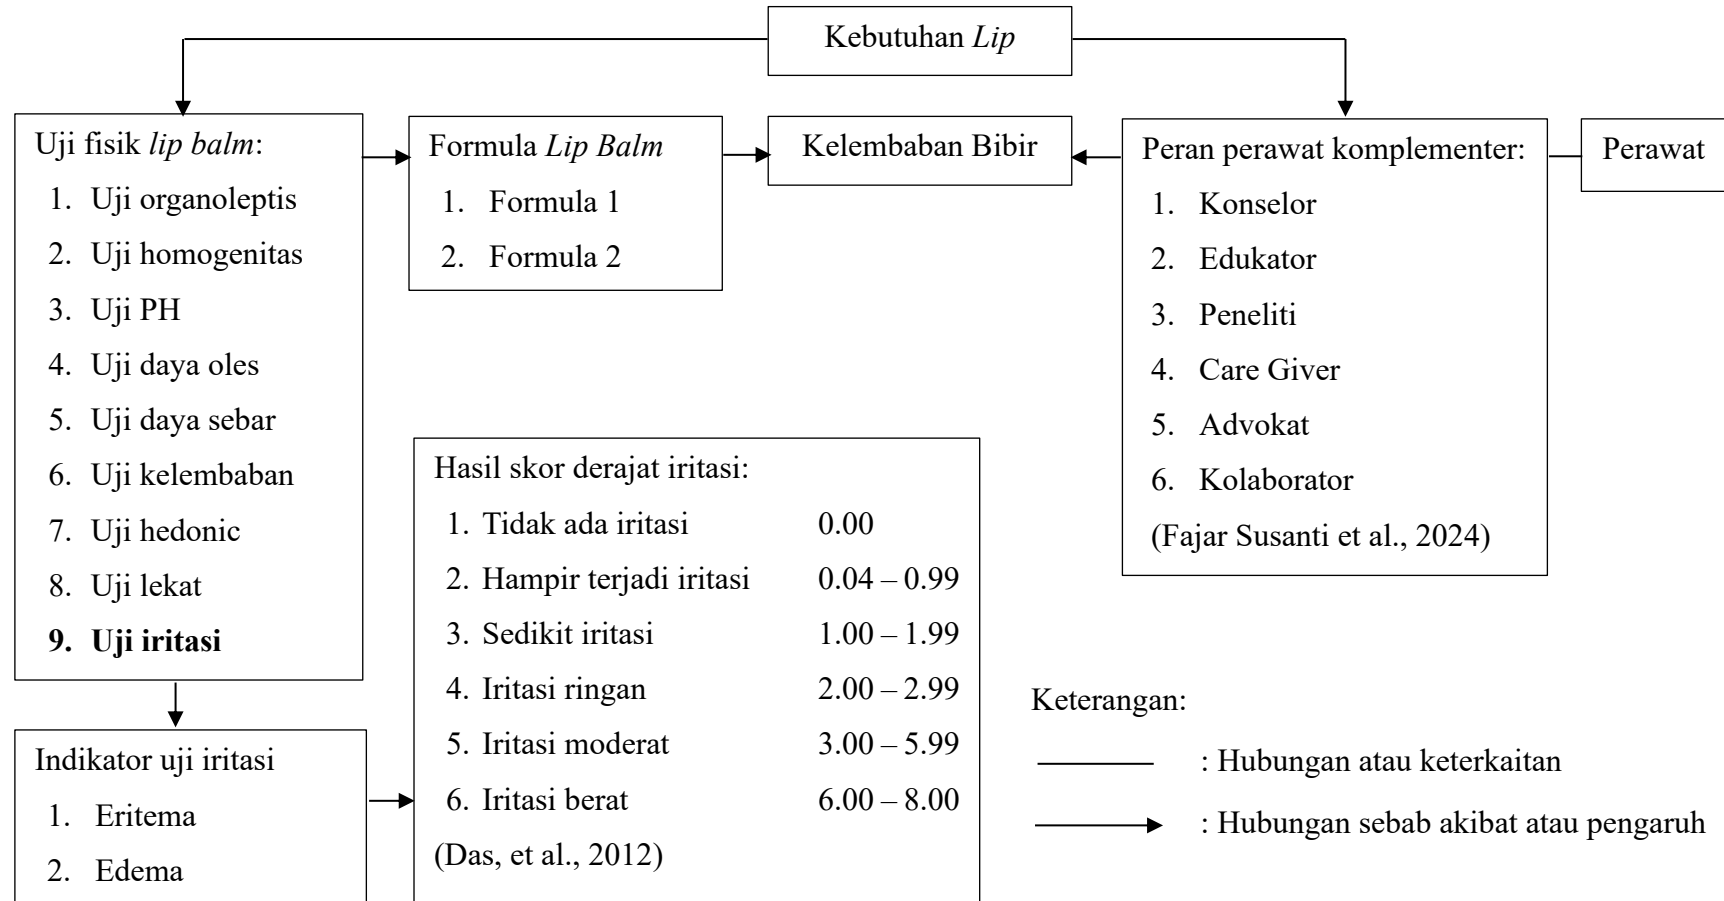 Kebutuhan Lip
Uji fisik lip balm:
1. Uji organoleptis
2. Uji homogenitas
3. Uji PH
4. Uji daya oles
5. Uji daya sebar
6. Uji kelembaban
7. Uji hedonic
8. Uji lekat
9. Uji iritasi
Formula Lip Balm
1. Formula 1
2. Formula 2
Kelembaban Bibir
Peran perawat komplementer:
1. Konselor
2. Edukator
3. Peneliti
4. Care Giver
5. Advokat
6. Kolaborator
(Fajar Susanti et al., 2024)
Perawat
Indikator uji iritasi
1. Eritema
2. Edema
Hasil skor derajat iritasi:
1. Tidak ada iritasi 0.00
2. Hampir terjadi iritasi 0.04 – 0.99
3. Sedikit iritasi 1.00 – 1.99
4. Iritasi ringan 2.00 – 2.99
5. Iritasi moderat 3.00 – 5.99
6. Iritasi berat 6.00 – 8.00
(Das, et al., 2012)
Keterangan:
: Hubungan atau keterkaitan
: Hubungan sebab akibat atau pengaruh